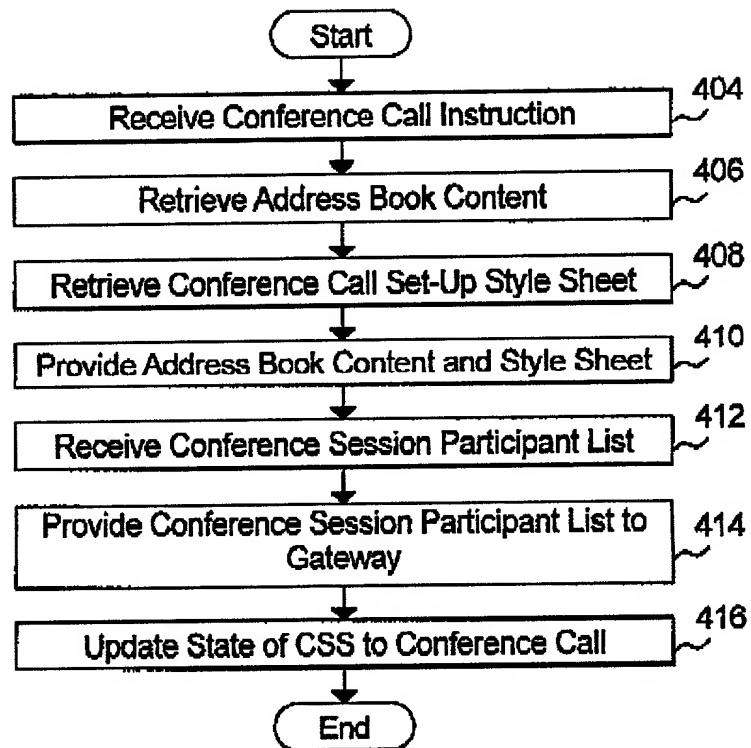 Start
Receive Conference Call Instruction
404
Retrieve Address Book Content
406
Retrieve Conference Call Set-Up Style Sheet
408
Provide Address Book Content and Style Sheet
410
Receive Conference Session Participant List
412
Provide Conference Session Participant List to
Gateway
414
Update State of CSS to Conference Call
416
End